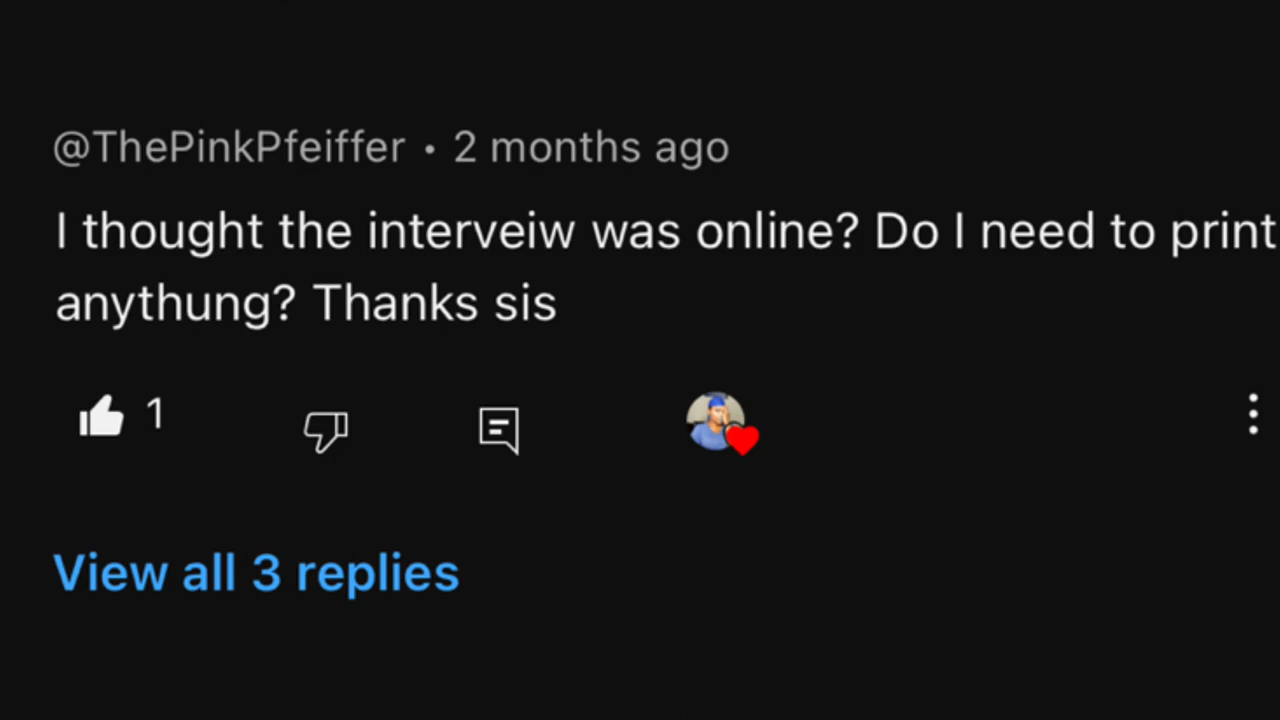 @ThePinkPfeiffer • 2 months ago
I thought the interveiw was online? Do I need to print
anythung? Thanks sis
1
View all 3 replies